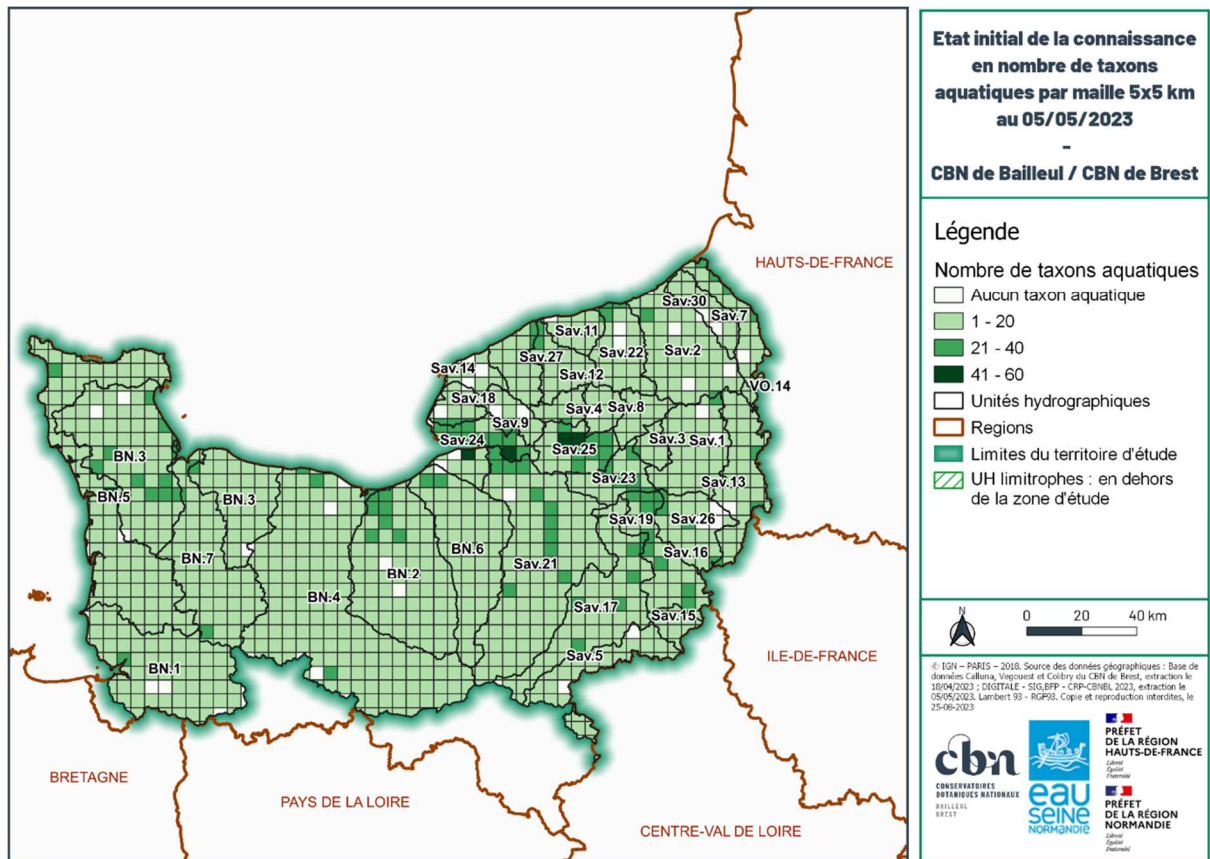 Etat initial de la connaissance
en nombre de taxons
aquatiques par maille 5x5 km
au 05/05/2023
-
CBN de Bailleul / CBN de Brest
Légende
Nombre de taxons aquatiques
Aucun taxon aquatique
1 - 20
21 - 40
41 - 60
Unités hydrographiques
Regions
Limites du territoire d'étude
UH limitrophes : en dehors
de la zone d'étude
N
0 20 40 km
© IGN – PARIS – 2018. Source des données géographiques : Base de
données Calluna, Vegouest et Colibry du CBN de Brest, extraction le
18/04/2023 ; DIGITALE - SIG,BFP - CRP-CBNBL 2023, extraction le
05/05/2023. Lambert 93 - RGF93. Copie et reproduction interdites, le
25-08-2023
cbn
CONSERVATOIRES
BOTANIQUES NATIONAUX
BAILLEUL
BREST
eau
SEINE
NORMANDIE
PRÉFET
DE LA RÉGION
HAUTS-DE-FRANCE
Liberté
Égalité
Fraternité
PRÉFET
DE LA RÉGION
NORMANDIE
Liberté
Égalité
Fraternité
HAUTS-DE-FRANCE
Sav.30
Sav.7
Sav.11
Sav.22
Sav.2
Sav.27
Sav.14
Sav.12
VO.14
Sav.18
Sav.4
Sav.8
Sav.9
Sav.24
Sav.25
Sav.3
Sav.1
BN.3
BN.3
BN.5
Sav.23
Sav.13
Sav.19
Sav.26
BN.7
BN.6
Sav.16
BN.2
Sav.21
BN.4
Sav.17
Sav.15
Sav.5
BN.1
ILE-DE-FRANCE
BRETAGNE
PAYS DE LA LOIRE
CENTRE-VAL DE LOIRE